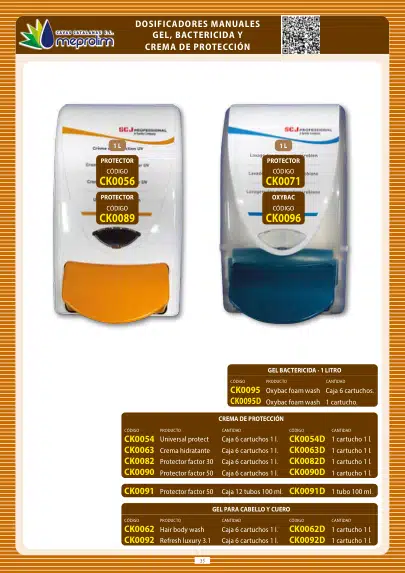 CAPAS CATALANAS S.L.
meprolim
DOSIFICADORES MANUALES
GEL, BACTERICIDA Y
CREMA DE PROTECCIÓN
SCJ PROFESSIONAL
1 L
PROTECTOR
CÓDIGO
CK0056
PROTECTOR
CÓDIGO
CK0089
SCJ PROFESSIONAL
1 L
PROTECTOR
CÓDIGO
CK0071
OXYBAC
CÓDIGO
CK0096
GEL BACTERICIDA - 1 LITRO
CÓDIGO PRODUCTO CANTIDAD
CK0095 Oxybac foam wash Caja 6 cartuchos.
CK0095D Oxybac foam wash 1 cartucho.
CREMA DE PROTECCIÓN
CÓDIGO PRODUCTO CANTIDAD CÓDIGO CANTIDAD
CK0054 Universal protect Caja 6 cartuchos 1 l. CK0054D 1 cartucho 1 l.
CK0063 Crema hidratante Caja 6 cartuchos 1 l. CK0063D 1 cartucho 1 l.
CK0082 Protector factor 30 Caja 6 cartuchos 1 l. CK0082D 1 cartucho 1 l.
CK0090 Protector factor 50 Caja 6 cartuchos 1 l. CK0090D 1 cartucho 1 l.
CK0091 Protector factor 50 Caja 12 tubos 100 ml. CK0091D 1 tubo 100 ml.
GEL PARA CABELLO Y CUERO
CÓDIGO PRODUCTO CANTIDAD CÓDIGO CANTIDAD
CK0062 Hair body wash Caja 6 cartuchos 1 l. CK0062D 1 cartucho 1 l.
CK0092 Refresh luxury 3.1 Caja 6 cartuchos 1 l. CK0092D 1 cartucho 1 l.